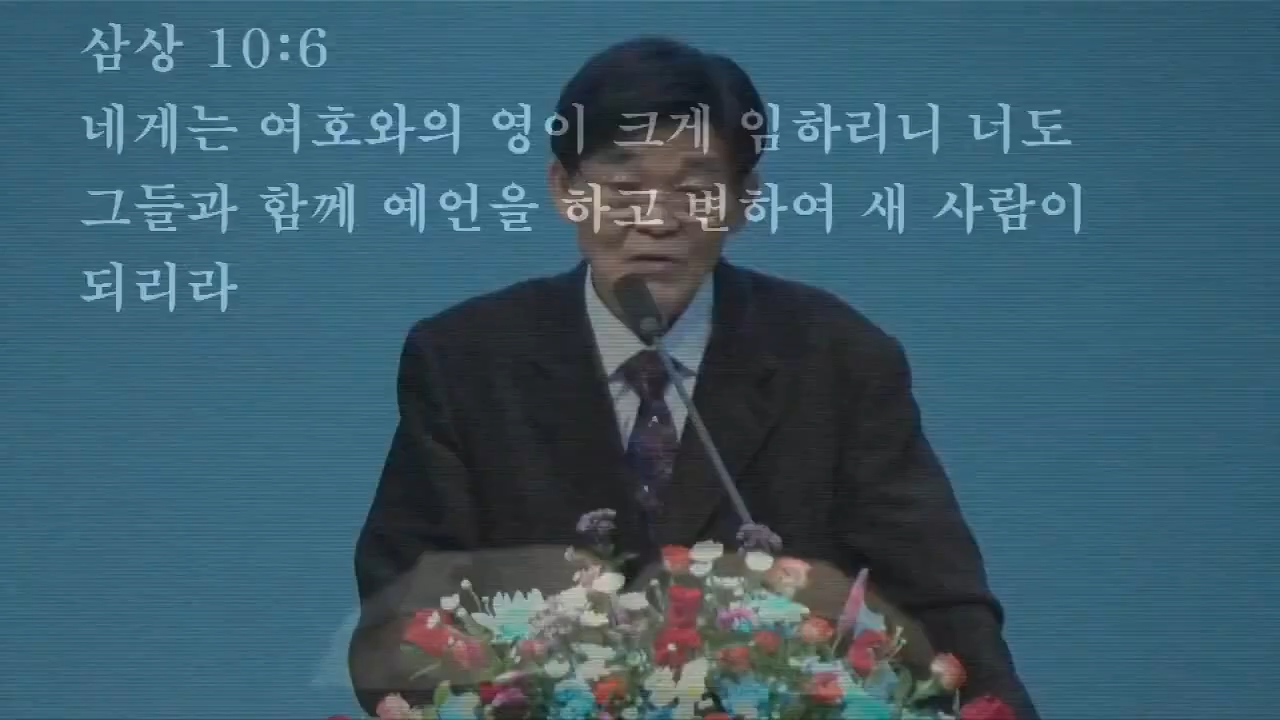 삼상 10:6
네게는 여호와의 영이 크게 임하리니 너도
그들과 함께 예언을 하고 변하여 새 사람이
되리라